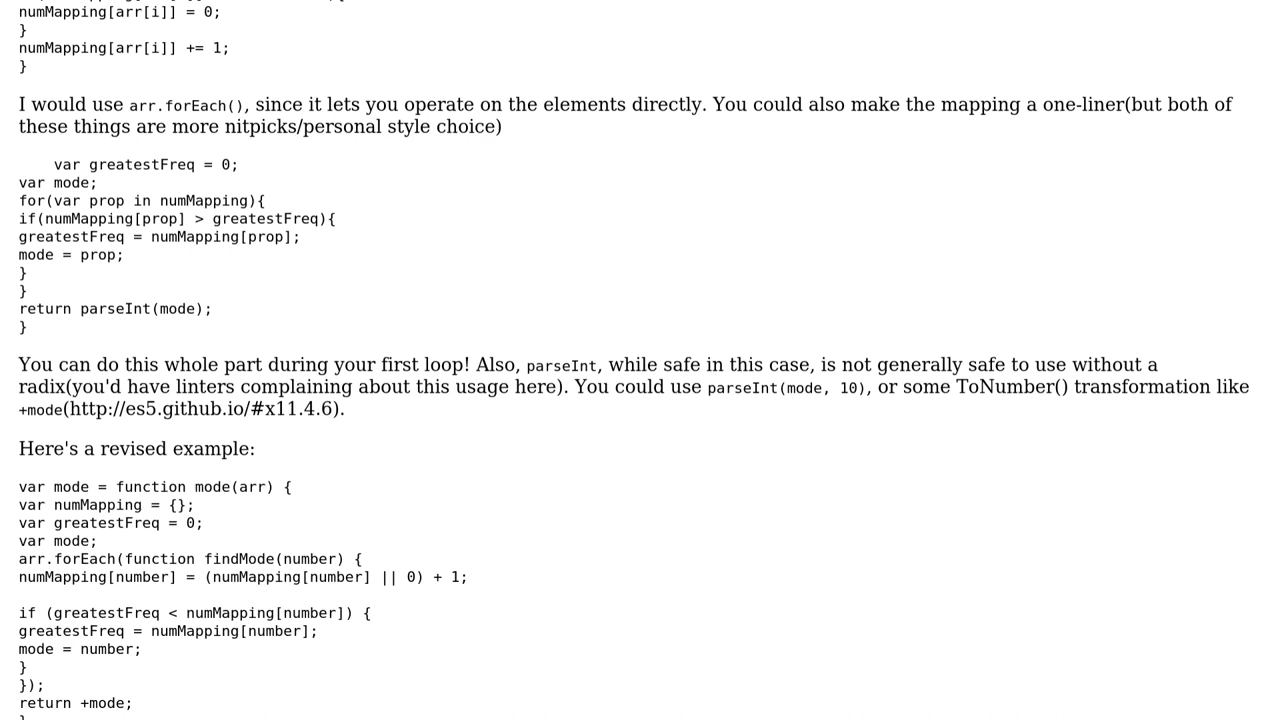 numMapping[arr[i]] = 0;
}
numMapping[arr[i]] += 1;
}
I would use arr.forEach(), since it lets you operate on the elements directly. You could also make the mapping a one-liner(but both of
these things are more nitpicks/personal style choice)
var greatestFreq = 0;
var mode;
for(var prop in numMapping){
if(numMapping[prop] > greatestFreq){
greatestFreq = numMapping[prop];
mode = prop;
}
}
return parseInt(mode);
}
You can do this whole part during your first loop! Also, parseInt, while safe in this case, is not generally safe to use without a
radix(you'd have linters complaining about this usage here). You could use parseInt(mode, 10), or some ToNumber() transformation like
+mode(http://es5.github.io/#x11.4.6).
Here's a revised example:
var mode = function mode(arr) {
var numMapping = {};
var greatestFreq = 0;
var mode;
arr.forEach(function findMode(number) {
numMapping[number] = (numMapping[number] || 0) + 1;
if (greatestFreq < numMapping[number]) {
greatestFreq = numMapping[number];
mode = number;
}
});
return +mode;